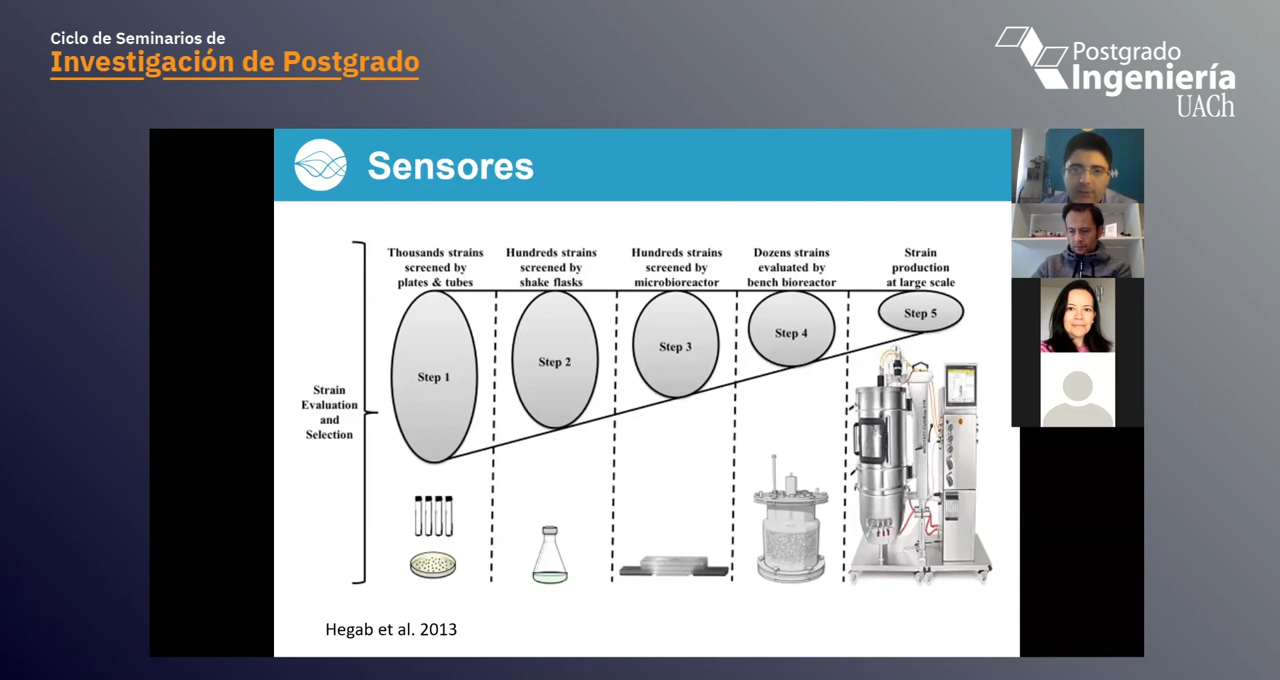 Ciclo de Seminarios de
Investigación de Postgrado
Postgrado
Ingeniería
UACh
Sensores
Thousands strains
screened by
plates & tubes
Hundreds strains
screened by
shake flasks
Hundreds strains
screened by
microbioreactor
Dozens strains
evaluated by
bench bioreactor
Strain
production
at large scale
Step 1
Step 2
Step 3
Step 4
Step 5
Strain
Evaluation
and
Selection
Hegab et al. 2013